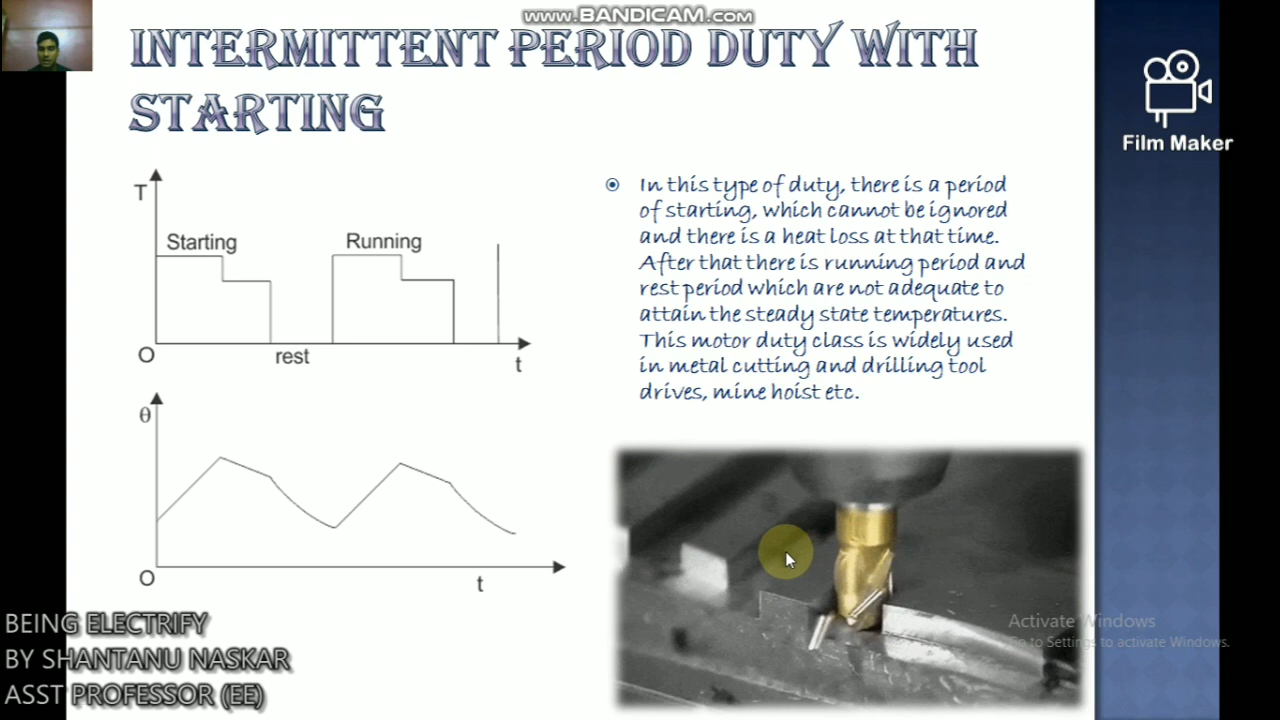 www.BANDICAM.com
INTERMITTENT PERIOD DUTY WITH
STARTING
Film Maker
T
Starting
Running
O
rest
t
θ
O
t
In this type of duty, there is a period
of starting, which cannot be ignored
and there is a heat loss at that time.
After that there is running period and
rest period which are not adequate to
attain the steady state temperatures.
This motor duty class is widely used
in metal cutting and drilling tool
drives, mine hoist etc.
Activate Windows
Go to Settings to activate Windows.
BEING ELECTRIFY
BY SHANTANU NASKAR
ASST PROFESSOR (EE)